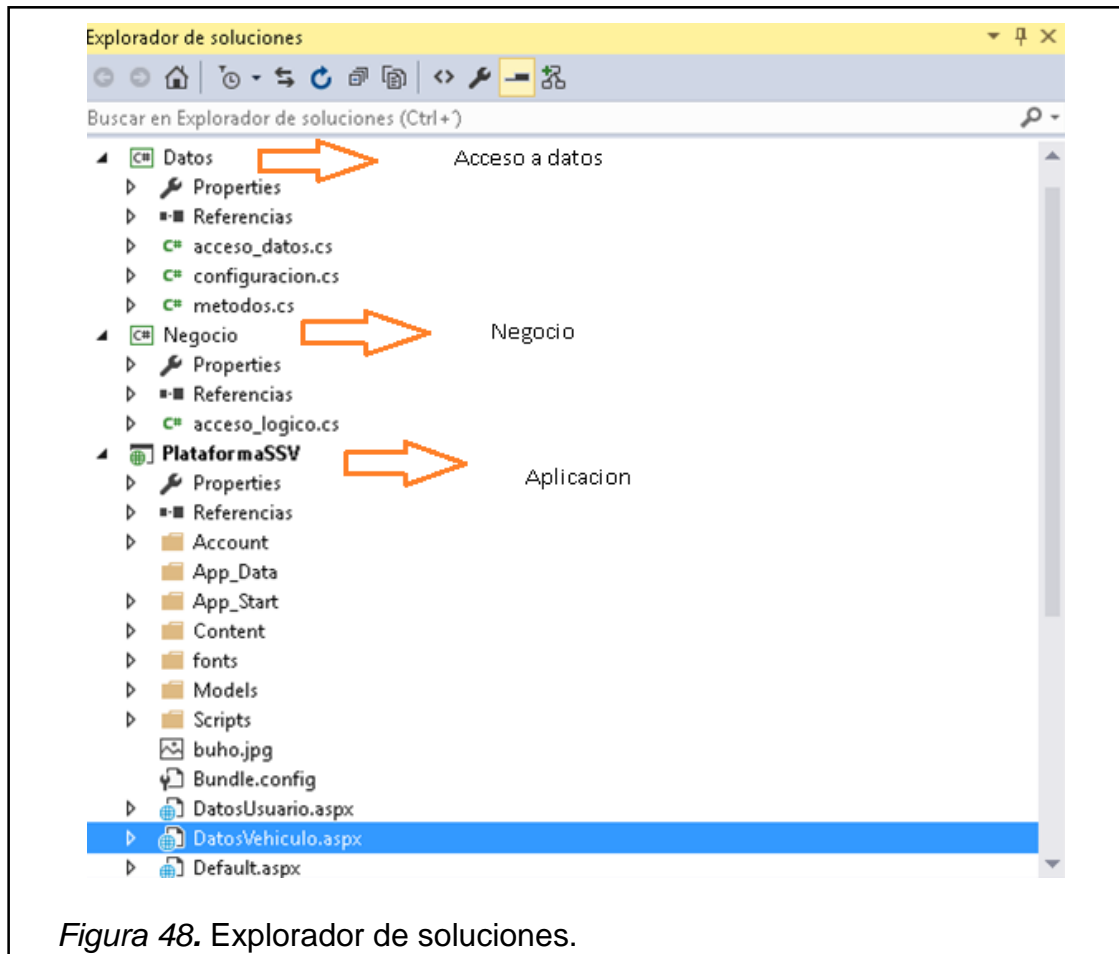 Explorador de soluciones
Buscar en Explorador de soluciones (Ctrl+´)
C# Datos Acceso a datos
Properties
Referencias
C# acceso_datos.cs
C# configuracion.cs
C# metodos.cs
C# Negocio Negocio
Properties
Referencias
C# acceso_logico.cs
PlataformaSSV Aplicacion
Properties
Referencias
Account
App_Data
App_Start
Content
fonts
Models
Scripts
buho.jpg
Bundle.config
DatosUsuario.aspx
DatosVehiculo.aspx
Default.aspx
Figura 48. Explorador de soluciones.